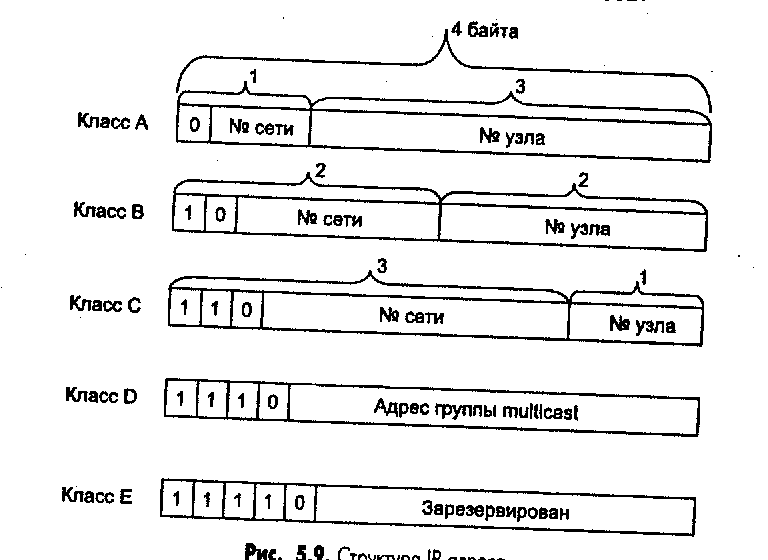 4 байта
1 3
Класс A 0 № сети № узла
2 2
Класс B 1 0 № сети № узла
3 1
Класс C 1 1 0 № сети № узла
Класс D 1 1 1 0 Адрес группы multicast
Класс E 1 1 1 1 0 Зарезервирован
Рис. 5.9. Структура IP